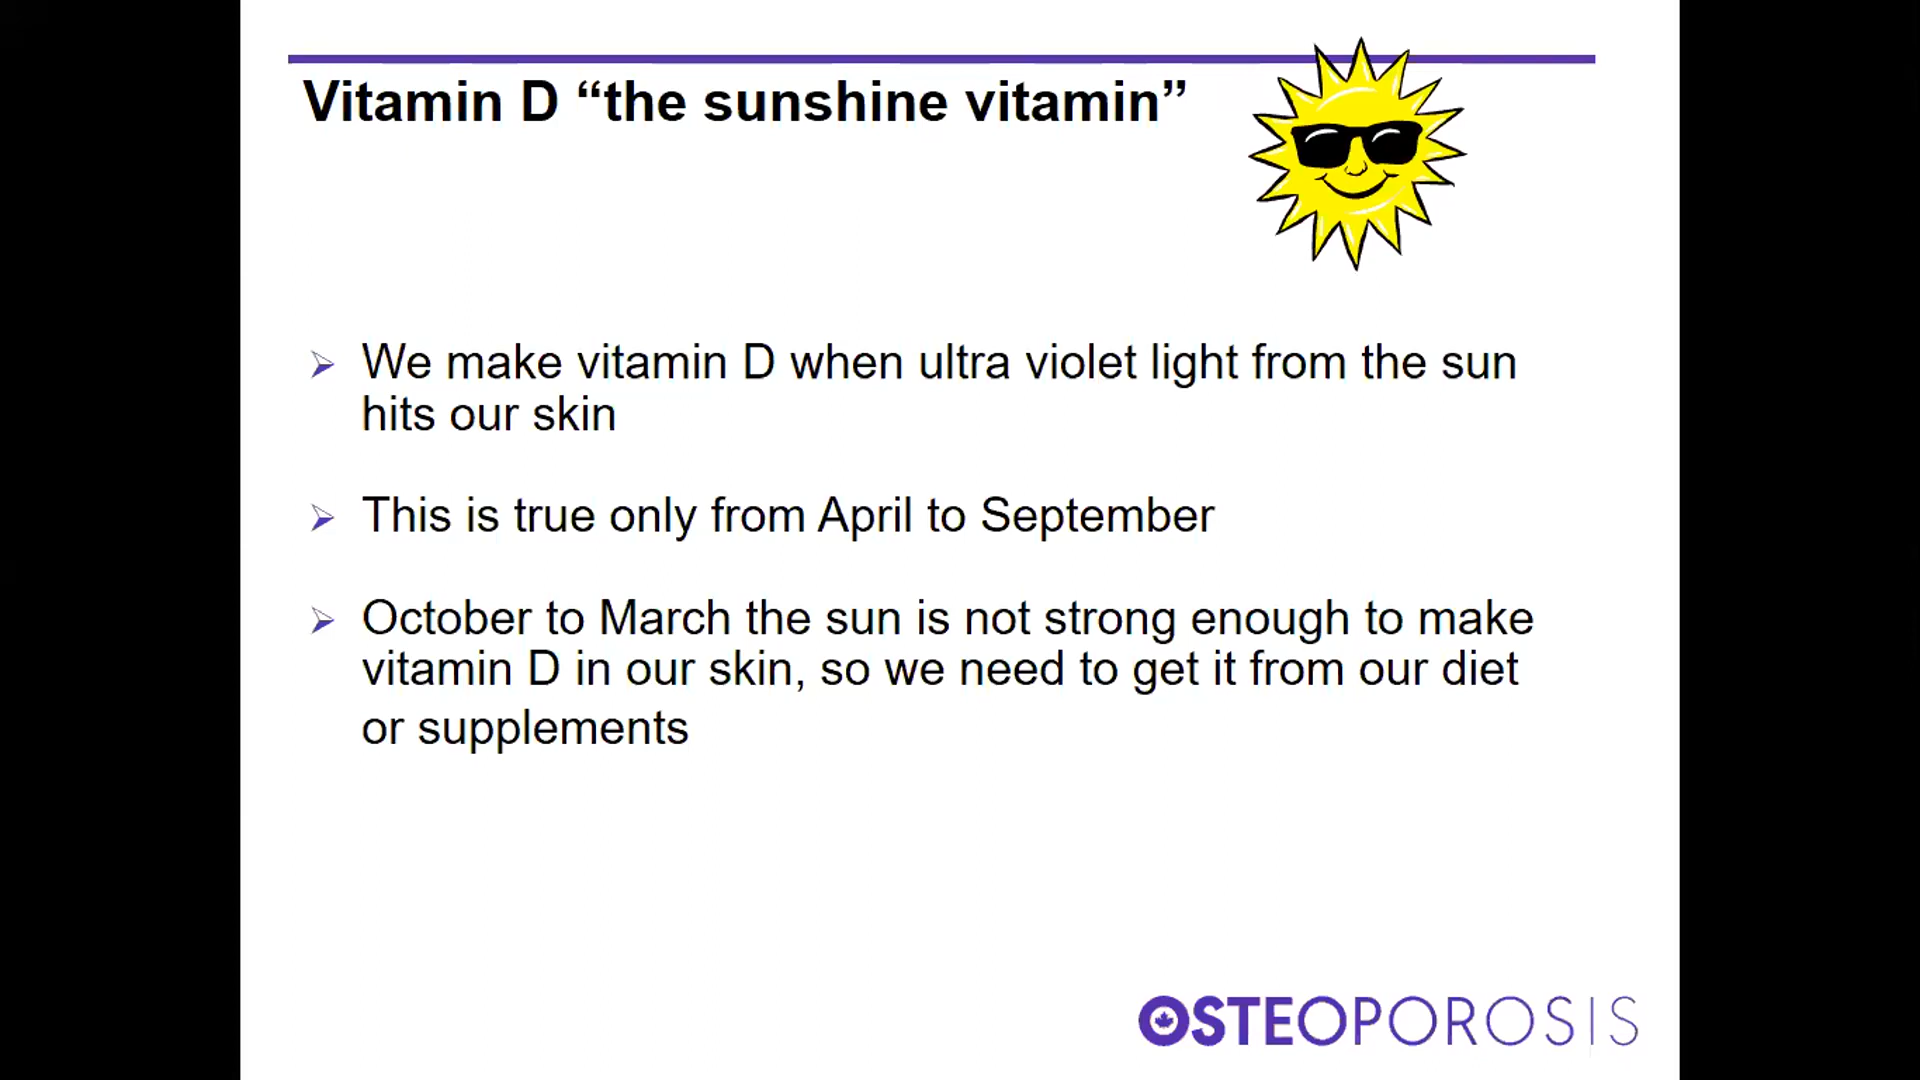 Vitamin D “the sunshine vitamin”
We make vitamin D when ultra violet light from the sun
hits our skin
This is true only from April to September
October to March the sun is not strong enough to make
vitamin D in our skin, so we need to get it from our diet
or supplements
OSTEOPOROSIS